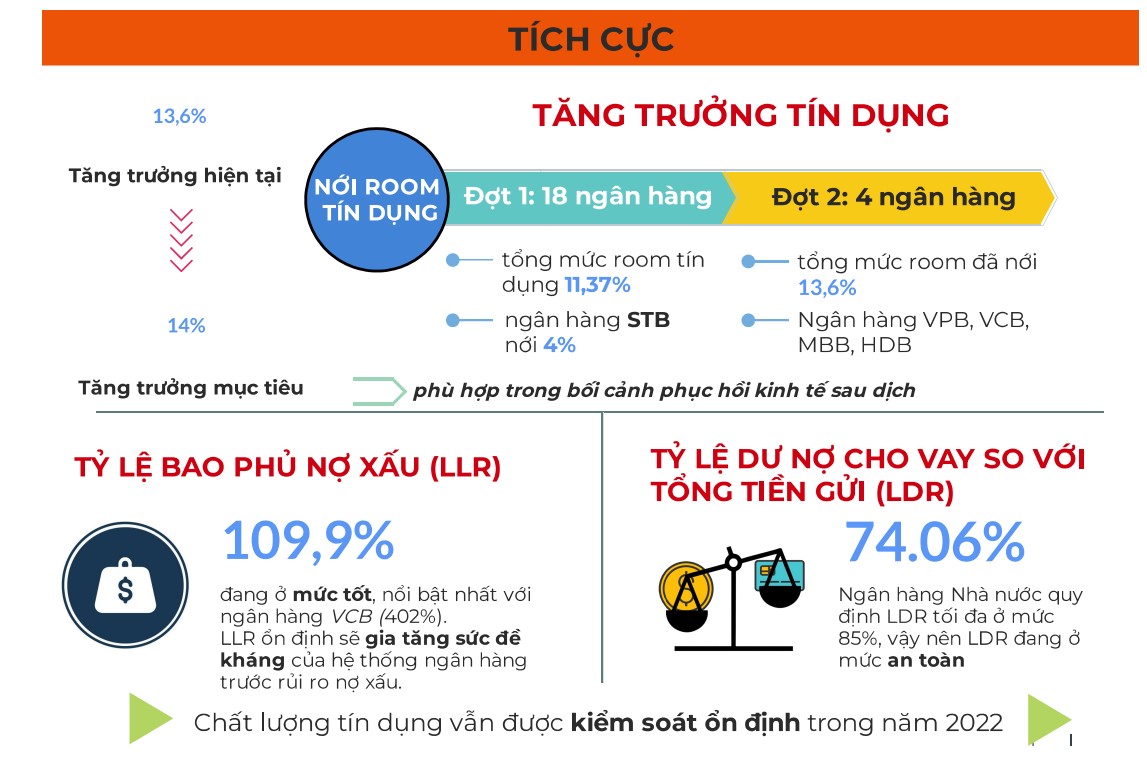 TÍCH CỰC
13,6%
Tăng trưởng hiện tại
14%
Tăng trưởng mục tiêu
TĂNG TRƯỞNG TÍN DỤNG
NỚI ROOM
TÍN DỤNG
Đợt 1: 18 ngân hàng
Đợt 2: 4 ngân hàng
tổng mức room tín
dụng 11,37%
ngân hàng STB
nới 4%
tổng mức room đã nới
13,6%
Ngân hàng VPB, VCB,
MBB, HDB
phù hợp trong bối cảnh phục hồi kinh tế sau dịch
TỶ LỆ BAO PHỦ NỢ XẤU (LLR)
$
109,9%
đang ở mức tốt, nổi bật nhất với
ngân hàng VCB (402%).
LLR ổn định sẽ gia tăng sức đề
kháng của hệ thống ngân hàng
trước rủi ro nợ xấu.
TỶ LỆ DƯ NỢ CHO VAY SO VỚI
TỔNG TIỀN GỬI (LDR)
74.06%
Ngân hàng Nhà nước quy
định LDR tối đa ở mức
85%, vậy nên LDR đang ở
mức an toàn
Chất lượng tín dụng vẫn được kiểm soát ổn định trong năm 2022